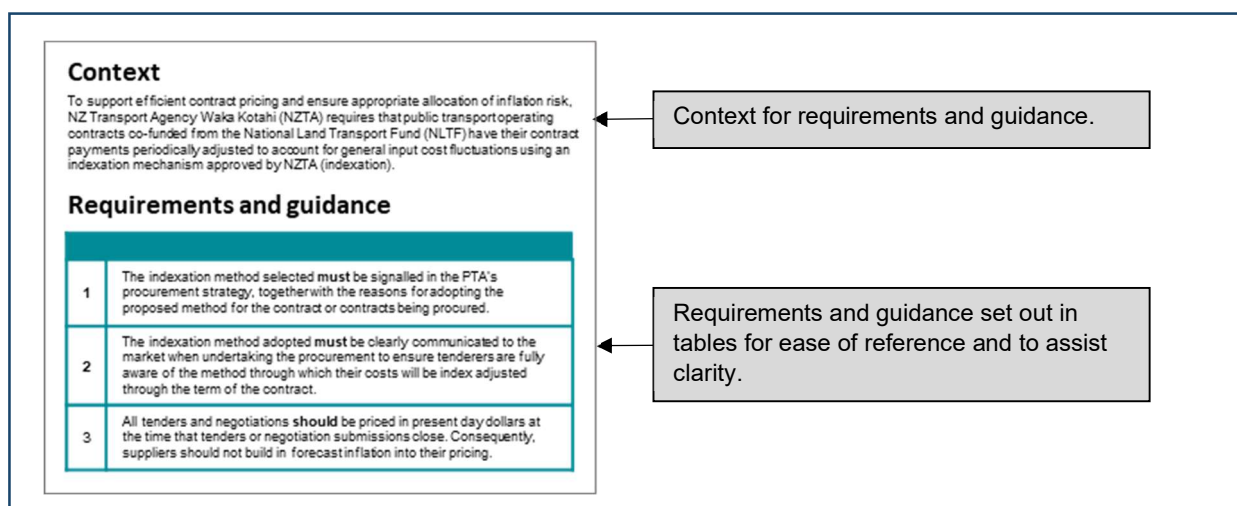 Context
To support efficient contract pricing and ensure appropriate allocation of inflation risk,
NZ Transport Agency Waka Kotahi (NZTA) requires that public transport operating
contracts co-funded from the National Land Transport Fund (NLTF) have their contract
payments periodically adjusted to account for general input cost fluctuations using an
indexation mechanism approved by NZTA (indexation).
Context for requirements and guidance.
Requirements and guidance
1
The indexation method selected must be signalled in the PTA's
procurement strategy, together with the reasons for adopting the
proposed method for the contract or contracts being procured.
2
The indexation method adopted must be clearly communicated to the
market when undertaking the procurement to ensure tenderers are fully
aware of the method through which their costs will be index adjusted
through the term of the contract.
3
All tenders and negotiations should be priced in present day dollars at
the time that tenders or negotiation submissions close. Consequently,
suppliers should not build in forecast inflation into their pricing.
Requirements and guidance set out in
tables for ease of reference and to assist
clarity.